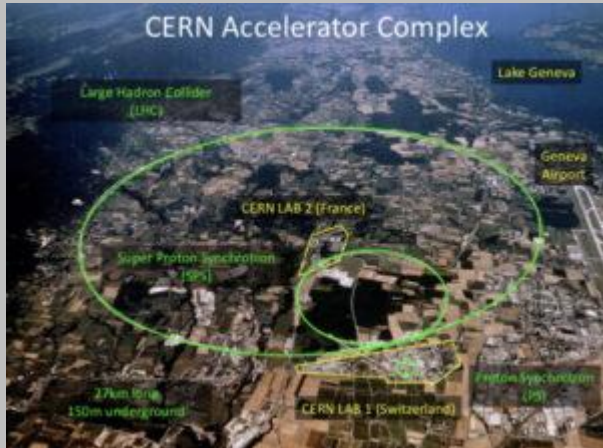 CERN Accelerator Complex
Lake Geneva
Large Hadron Collider
(LHC)
Geneva
Airport
CERN LAB 2 (France)
Super Proton Synchrotron
(SPS)
27km long
150m underground
CERN LAB 1 (Switzerland)
Proton Synchrotron
(PS)